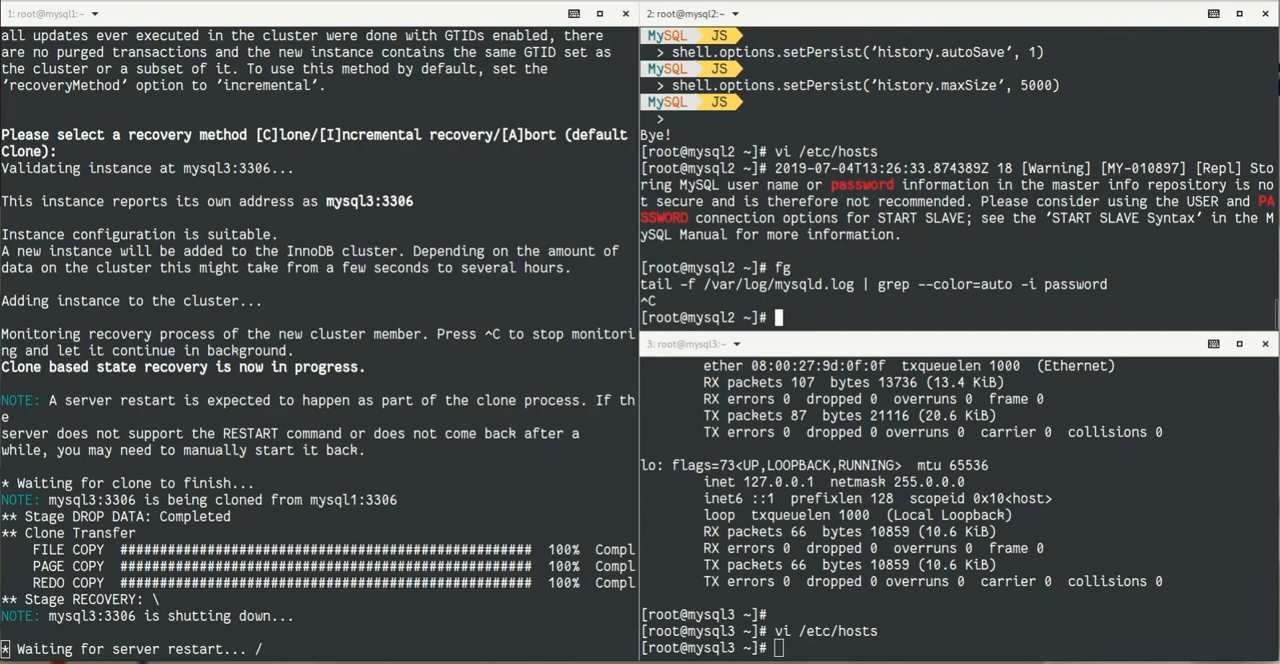 1: root@mysql1:~
all updates ever executed in the cluster were done with GTIDs enabled, there
are no purged transactions and the new instance contains the same GTID set as
the cluster or a subset of it. To use this method by default, set the
'recoveryMethod' option to 'incremental'.
Please select a recovery method [C]lone/[I]ncremental recovery/[A]bort (default
Clone):
Validating instance at mysql3:3306...
This instance reports its own address as mysql3:3306
Instance configuration is suitable.
A new instance will be added to the InnoDB cluster. Depending on the amount of
data on the cluster this might take from a few seconds to several hours.
Adding instance to the cluster...
Monitoring recovery process of the new cluster member. Press ^C to stop monitori
ng and let it continue in background.
Clone based state recovery is now in progress.
NOTE: A server restart is expected to happen as part of the clone process. If th
e
server does not support the RESTART command or does not come back after a
while, you may need to manually start it back.
* Waiting for clone to finish...
NOTE: mysql3:3306 is being cloned from mysql1:3306
** Stage DROP DATA: Completed
** Clone Transfer
FILE COPY ##################################################### 100% Compl
PAGE COPY ##################################################### 100% Compl
REDO COPY ##################################################### 100% Compl
** Stage RECOVERY: \
NOTE: mysql3:3306 is shutting down...
* Waiting for server restart... /
2: root@mysql2:~
MySQL JS
> shell.options.setPersist('history.autoSave', 1)
MySQL JS
> shell.options.setPersist('history.maxSize', 5000)
MySQL JS
>
Bye!
[root@mysql2 ~]# vi /etc/hosts
[root@mysql2 ~]# 2019-07-04T13:26:33.874389Z 18 [Warning] [MY-010897] [Repl] Sto
ring MySQL user name or password information in the master info repository is no
t secure and is therefore not recommended. Please consider using the USER and PA
SSWORD connection options for START SLAVE; see the 'START SLAVE Syntax' in the M
ySQL Manual for more information.
[root@mysql2 ~]# fg
tail -f /var/log/mysqld.log | grep --color=auto -i password
^C
[root@mysql2 ~]#
3: root@mysql3:~
ether 08:00:27:9d:0f:0f txqueuelen 1000 (Ethernet)
RX packets 107 bytes 13736 (13.4 KiB)
RX errors 0 dropped 0 overruns 0 frame 0
TX packets 87 bytes 21116 (20.6 KiB)
TX errors 0 dropped 0 overruns 0 carrier 0 collisions 0
lo: flags=73<UP,LOOPBACK,RUNNING> mtu 65536
inet 127.0.0.1 netmask 255.0.0.0
inet6 ::1 prefixlen 128 scopeid 0x10<host>
loop txqueuelen 1000 (Local Loopback)
RX packets 66 bytes 10859 (10.6 KiB)
RX errors 0 dropped 0 overruns 0 frame 0
TX packets 66 bytes 10859 (10.6 KiB)
TX errors 0 dropped 0 overruns 0 carrier 0 collisions 0
[root@mysql3 ~]#
[root@mysql3 ~]# vi /etc/hosts
[root@mysql3 ~]#